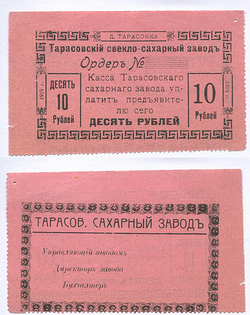 Д. ТАРАСОВКА
Тарасовскій свекло-сахарный заводъ
Ордеръ №
ДЕСЯТЬ
10
Рублей
Касса Тарасовскаго
сахарнаго завода уп-
латитъ предъявите-
лю сего
ДЕСЯТЬ РУБЛЕЙ
10
Рублей
ТАРАСОВ. САХАРНЫЙ ЗАВОДЪ
Управляющій заводомъ
Директоръ завода
Бухгалтеръ